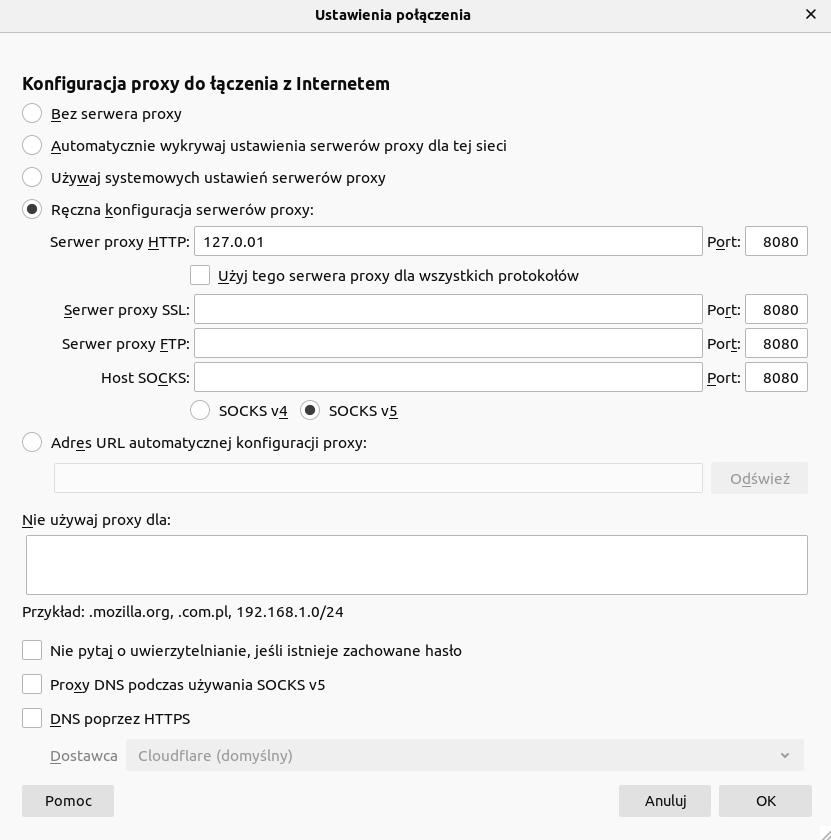 Ustawienia połączenia
Konfiguracja proxy do łączenia z Internetem
Bez serwera proxy
Automatycznie wykrywaj ustawienia serwerów proxy dla tej sieci
Używaj systemowych ustawień serwerów proxy
Ręczna konfiguracja serwerów proxy:
Serwer proxy HTTP: 127.0.01 Port: 8080
Użyj tego serwera proxy dla wszystkich protokołów
Serwer proxy SSL: Port: 8080
Serwer proxy FTP: Port: 8080
Host SOCKS: Port: 8080
SOCKS v4 SOCKS v5
Adres URL automatycznej konfiguracji proxy:
Odśwież
Nie używaj proxy dla:
Przykład: .mozilla.org, .com.pl, 192.168.1.0/24
Nie pytaj o uwierzytelnianie, jeśli istnieje zachowane hasło
Proxy DNS podczas używania SOCKS v5
DNS poprzez HTTPS
Dostawca Cloudflare (domyślny)
Pomoc Anuluj OK